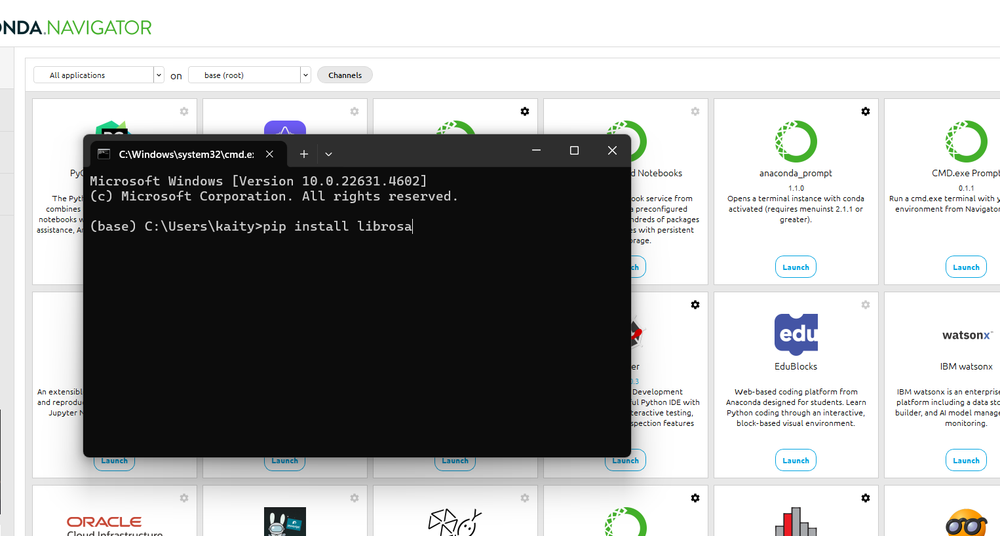 NDA.NAVIGATOR
All applications
on
base (root)
Channels
anaconda_prompt
1.1.0
Opens a terminal instance with conda
activated (requires menuinst 2.1.1 or
greater).
Launch
CMD.exe Prompt
0.1.1
Run a cmd.exe terminal with
environment from Navigator
Launch
d Notebooks
ook service from
a preconfigured
ndreds of packages
es with persistent
orage.
ch
The Pyth
combines
notebooks w
assistance, A
C:\Windows\system32\cmd.e
Microsoft Windows [Version 10.0.22631.4602]
(c) Microsoft Corporation. All rights reserved.
(base) C:\Users\kaity>pip install librosa
An extensibl
and reprodu
Jupyter N
Launch
Launch
Launch
er
0.3
Development
ful Python IDE with
teractive testing,
spection features
Launch
edu
EduBlocks
Web-based coding platform from
Anaconda designed for students. Learn
Python coding through an interactive,
block-based visual environment.
Launch
watsonx
IBM watsonx
IBM watsonx is an enterprise
platform including a data sto
builder, and AI model manage
monitoring.
Launch
ORACLE
Cloud Infrastructure